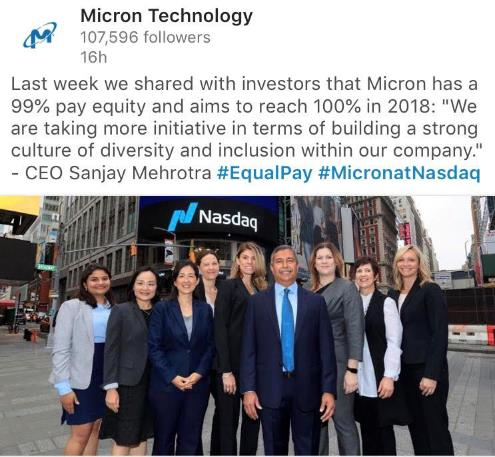 Micron Technology
107,596 followers
16h
Last week we shared with investors that Micron has a
99% pay equity and aims to reach 100% in 2018: "We
are taking more initiative in terms of building a strong
culture of diversity and inclusion within our company."
- CEO Sanjay Mehrotra #EqualPay #MicronatNasdaq
Nasdaq